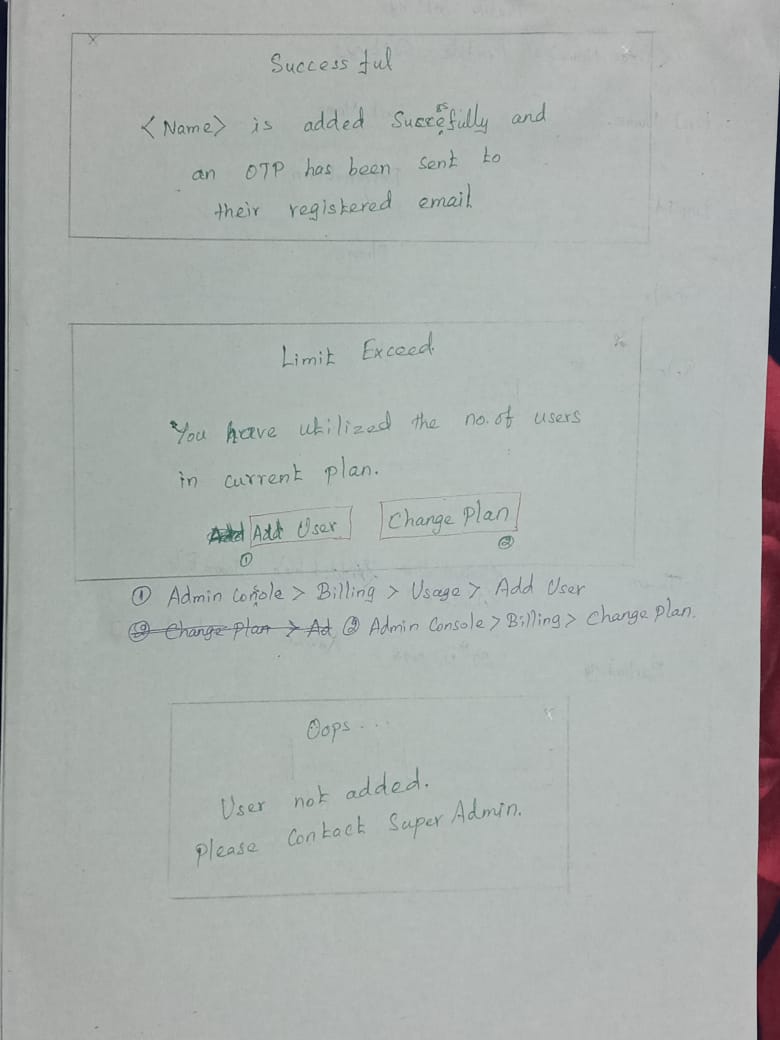 Successful
<Name> is added Successfully and
an OTP has been sent to
their registered email
Limit Exceed.
You have utilized the no. of users
in current plan.
Add User Change Plan
① ②
① Admin Console > Billing > Usage > Add User
② Change Plan > Ad ② Admin Console > Billing > Change Plan.
Oops...
User not added.
Please Contact Super Admin.